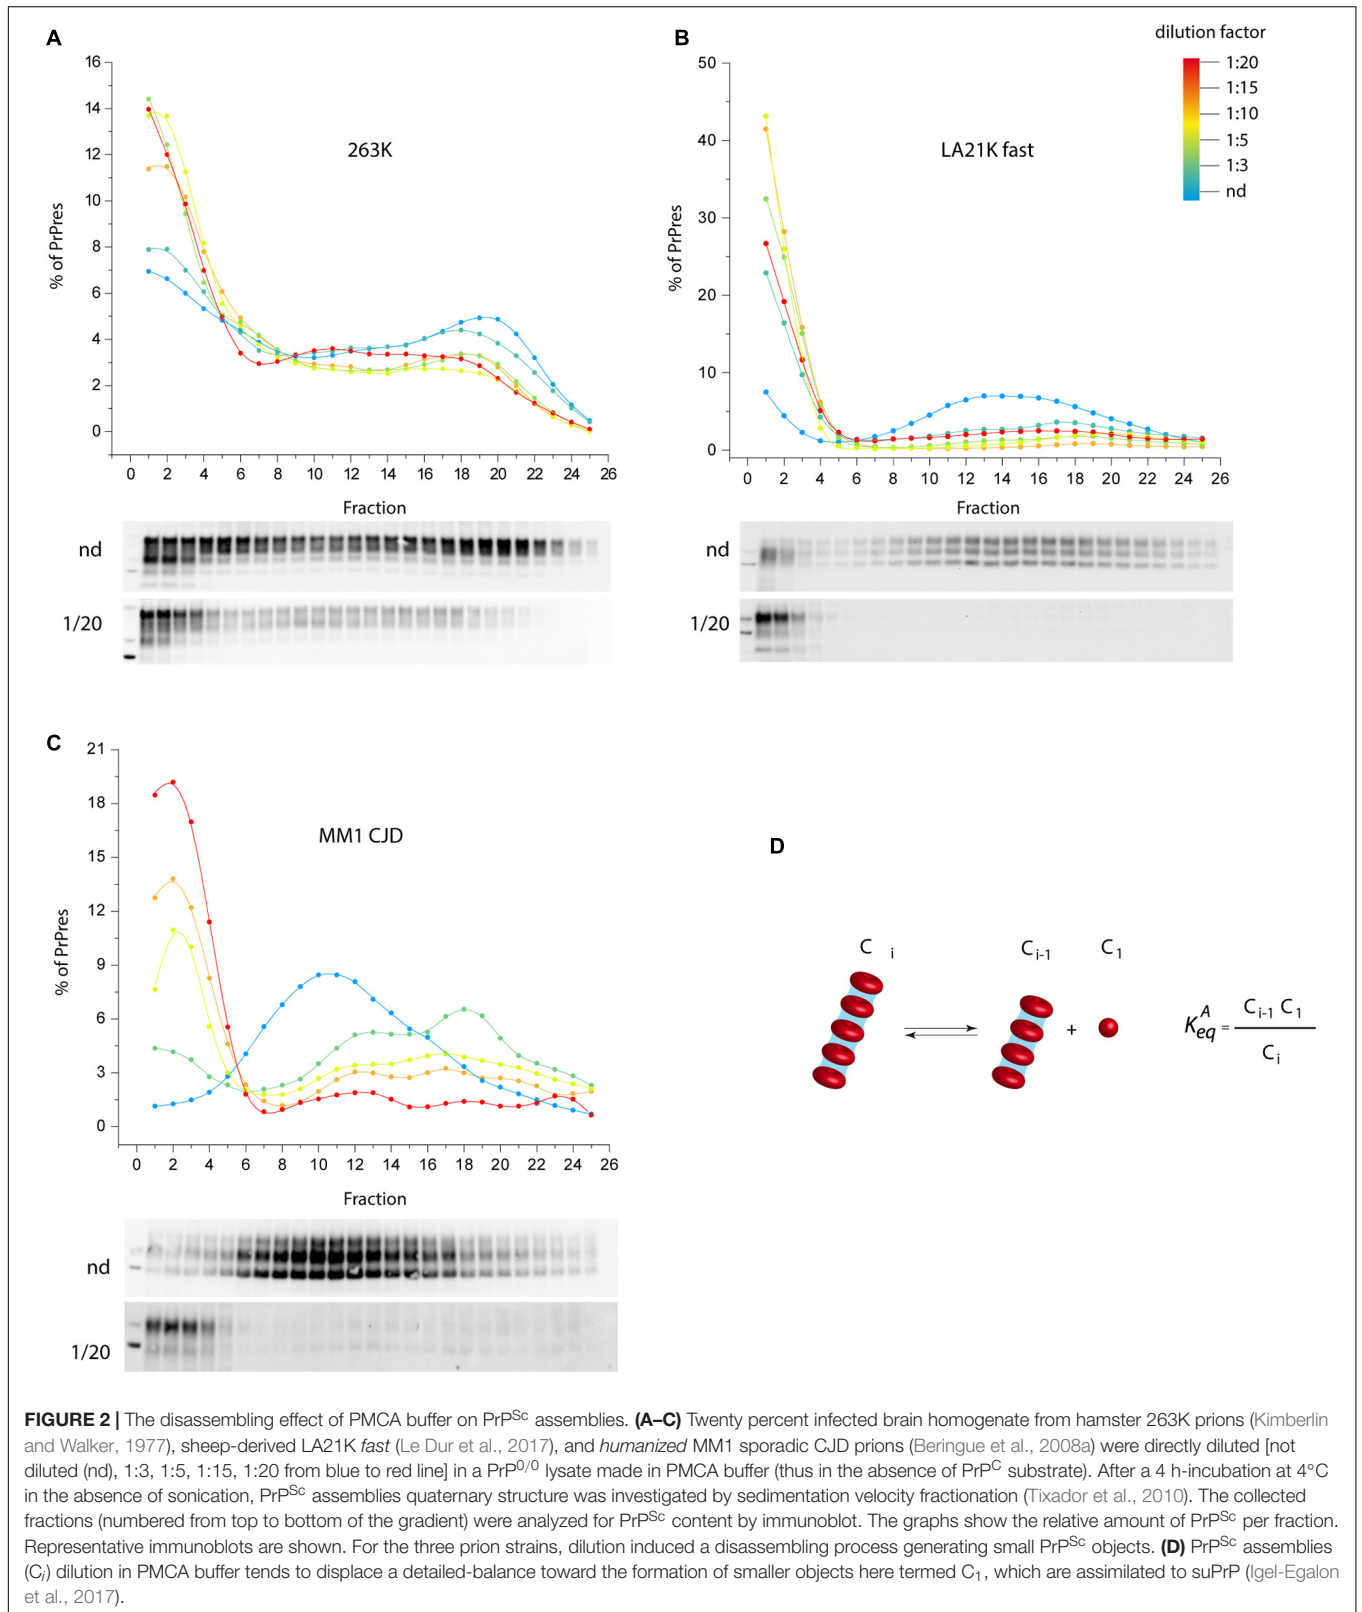 A
16
14
12
10
8
6
4
2
0
% of PrPres
263K
0 2 4 6 8 10 12 14 16 18 20 22 24 26
Fraction
nd
1/20
B
50
40
30
20
10
0
% of PrPres
LA21K fast
dilution factor
1:20
1:15
1:10
1:5
1:3
nd
0 2 4 6 8 10 12 14 16 18 20 22 24 26
Fraction
nd
1/20
C
21
18
15
12
9
6
3
0
% of PrPres
MM1 CJD
0 2 4 6 8 10 12 14 16 18 20 22 24 26
Fraction
nd
1/20
D
C i
Ci-1
C1
+
K^A_eq = Ci-1 C1 / Ci
FIGURE 2 | The disassembling effect of PMCA buffer on PrPSc assemblies. (A–C) Twenty percent infected brain homogenate from hamster 263K prions (Kimberlin
and Walker, 1977), sheep-derived LA21K fast (Le Dur et al., 2017), and humanized MM1 sporadic CJD prions (Beringue et al., 2008a) were directly diluted [not
diluted (nd), 1:3, 1:5, 1:15, 1:20 from blue to red line] in a PrP0/0 lysate made in PMCA buffer (thus in the absence of PrPC substrate). After a 4 h-incubation at 4°C
in the absence of sonication, PrPSc assemblies quaternary structure was investigated by sedimentation velocity fractionation (Tixador et al., 2010). The collected
fractions (numbered from top to bottom of the gradient) were analyzed for PrPSc content by immunoblot. The graphs show the relative amount of PrPSc per fraction.
Representative immunoblots are shown. For the three prion strains, dilution induced a disassembling process generating small PrPSc objects. (D) PrPSc assemblies
(Ci) dilution in PMCA buffer tends to displace a detailed-balance toward the formation of smaller objects here termed C1, which are assimilated to suPrP (Igel-Egalon
et al., 2017).